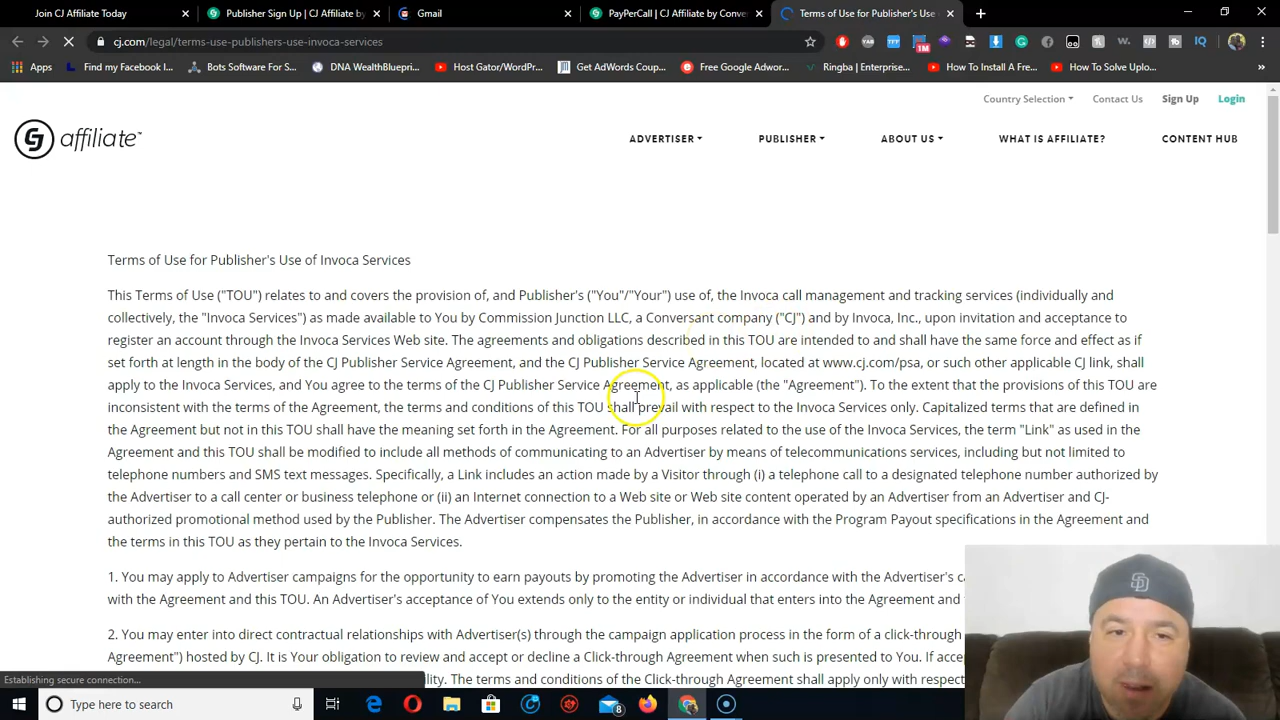 Join CJ Affiliate Today
Publisher Sign Up | CJ Affiliate by
Gmail
PayPerCall | CJ Affiliate by Conver
Terms of Use for Publisher's Use
cj.com/legal/terms-use-publishers-use-invoca-services
Apps
Find my Facebook I...
Bots Software For S...
DNA WealthBluepri...
Host Gator/WordPr...
Get AdWords Coup...
Free Google Adwor...
Ringba | Enterprise...
How To Install A Fre...
How To Sucessfully Uplo...
Country Selection
Contact Us
Sign Up
Login
affiliate
ADVERTISER
PUBLISHER
ABOUT US
WHAT IS AFFILIATE?
CONTENT HUB
Terms of Use for Publisher's Use of Invoca Services
This Terms of Use ("TOU") relates to and covers the provision of, and Publisher's ("You"/"Your") use of, the Invoca call management and tracking services (individually and
collectively, the "Invoca Services") as made available to You by Commission Junction LLC, a Conversant company ("CJ") and by Invoca, Inc., upon invitation and acceptance to
register an account through the Invoca Services Web site. The agreements and obligations described in this TOU are intended to and shall have the same force and effect as if
set forth at length in the body of the CJ Publisher Service Agreement, and the CJ Publisher Service Agreement, located at www.cj.com/psa, or such other applicable CJ link, shall
apply to the Invoca Services, and You agree to the terms of the CJ Publisher Service Agreement, as applicable (the "Agreement"). To the extent that the provisions of this TOU are
inconsistent with the terms of the Agreement, the terms and conditions of this TOU shall prevail with respect to the Invoca Services only. Capitalized terms that are defined in
the Agreement but not in this TOU shall have the meaning set forth in the Agreement. For all purposes related to the use of the Invoca Services, the term "Link" as used in the
Agreement and this TOU shall be modified to include all methods of communicating to an Advertiser by means of telecommunications services, including but not limited to
telephone numbers and SMS text messages. Specifically, a Link includes an action made by a Visitor through (i) a telephone call to a designated telephone number authorized by
the Advertiser to a call center or business telephone or (ii) an Internet connection to a Web site or Web site content operated by an Advertiser from an Advertiser and CJ-
authorized promotional method used by the Publisher. The Advertiser compensates the Publisher, in accordance with the Program Payout specifications in the Agreement and
the terms in this TOU as they pertain to the Invoca Services.
1. You may apply to Advertiser campaigns for the opportunity to earn payouts by promoting the Advertiser in accordance with the Advertiser's ca
with the Agreement and this TOU. An Advertiser's acceptance of You extends only to the entity or individual that enters into the Agreement and
2. You may enter into direct contractual relationships with Advertiser(s) through the campaign application process in the form of a click-through
Agreement") hosted by CJ. It is Your obligation to review and accept or decline a Click-through Agreement when such is presented to You. If accep
Establishing secure connection...
ility. The terms and conditions of the Click-through Agreement shall apply only with respect
Type here to search